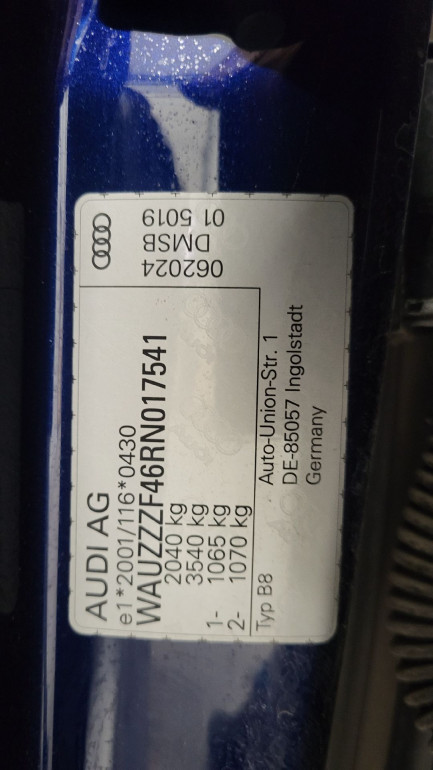 AUDI AG
e1*2001/116*0430
WAUZZZF46RN017541
2040 kg
3540 kg
1- 1065 kg
2- 1070 kg
Typ B8
Auto-Union-Str. 1
DE-85057 Ingolstadt
Germany
062024
DMSB
01 5019